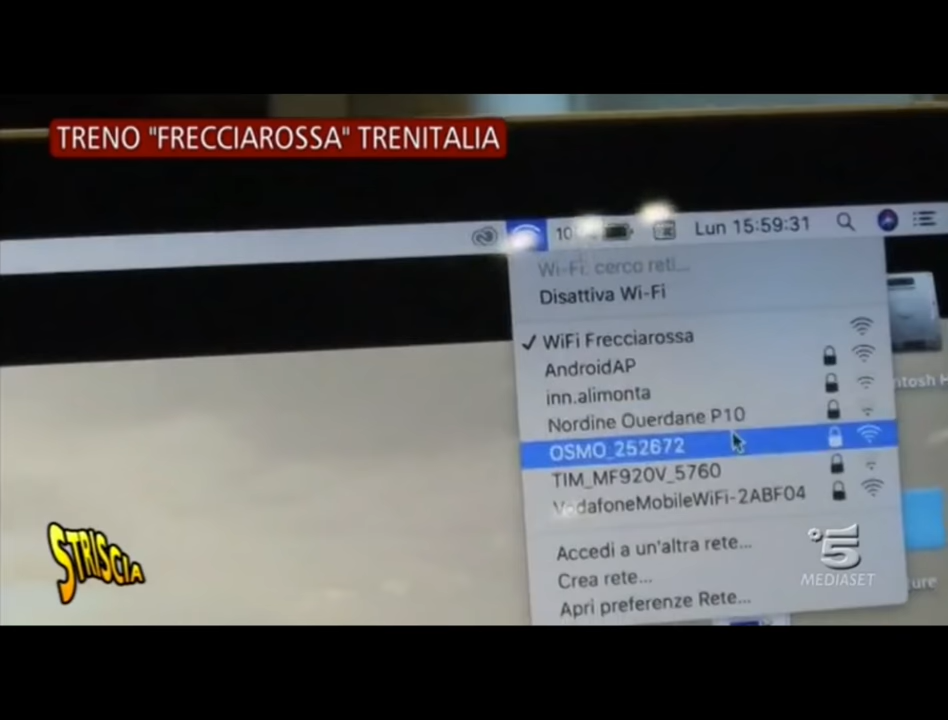 TRENO "FRECCIAROSSA" TRENITALIA
Lun 15:59:31
Wi-Fi: cerco reti...
Disattiva Wi-Fi
✓ WiFi Frecciarossa
AndroidAP
inn.alimonta
Nordine Ouerdane P10
OSMO_252672
TIM_MF920V_5760
VodafoneMobileWiFi-2ABF04
Accedi a un'altra rete...
Crea rete...
Apri preferenze Rete...
STRISCIA
5
MEDIASET